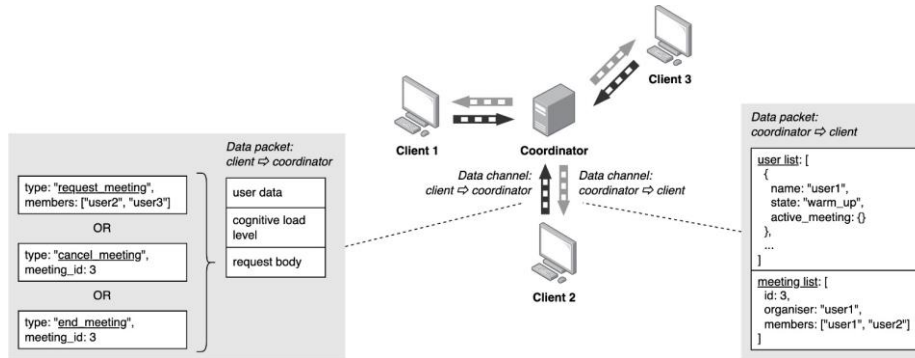 Client 3
Client 1
Coordinator
Data channel:
client ⇨ coordinator
Data channel:
coordinator ⇨ client
Client 2
Data packet:
client ⇨ coordinator
user data
cognitive load
level
request body
type: "request_meeting",
members: ["user2", "user3"]
OR
type: "cancel_meeting",
meeting_id: 3
OR
type: "end_meeting",
meeting_id: 3
Data packet:
coordinator ⇨ client
user list: [
{
name: "user1",
state: "warm_up",
active_meeting: {}
},
...
]
meeting list: [
id: 3,
organiser: "user1",
members: ["user1", "user2"]
]